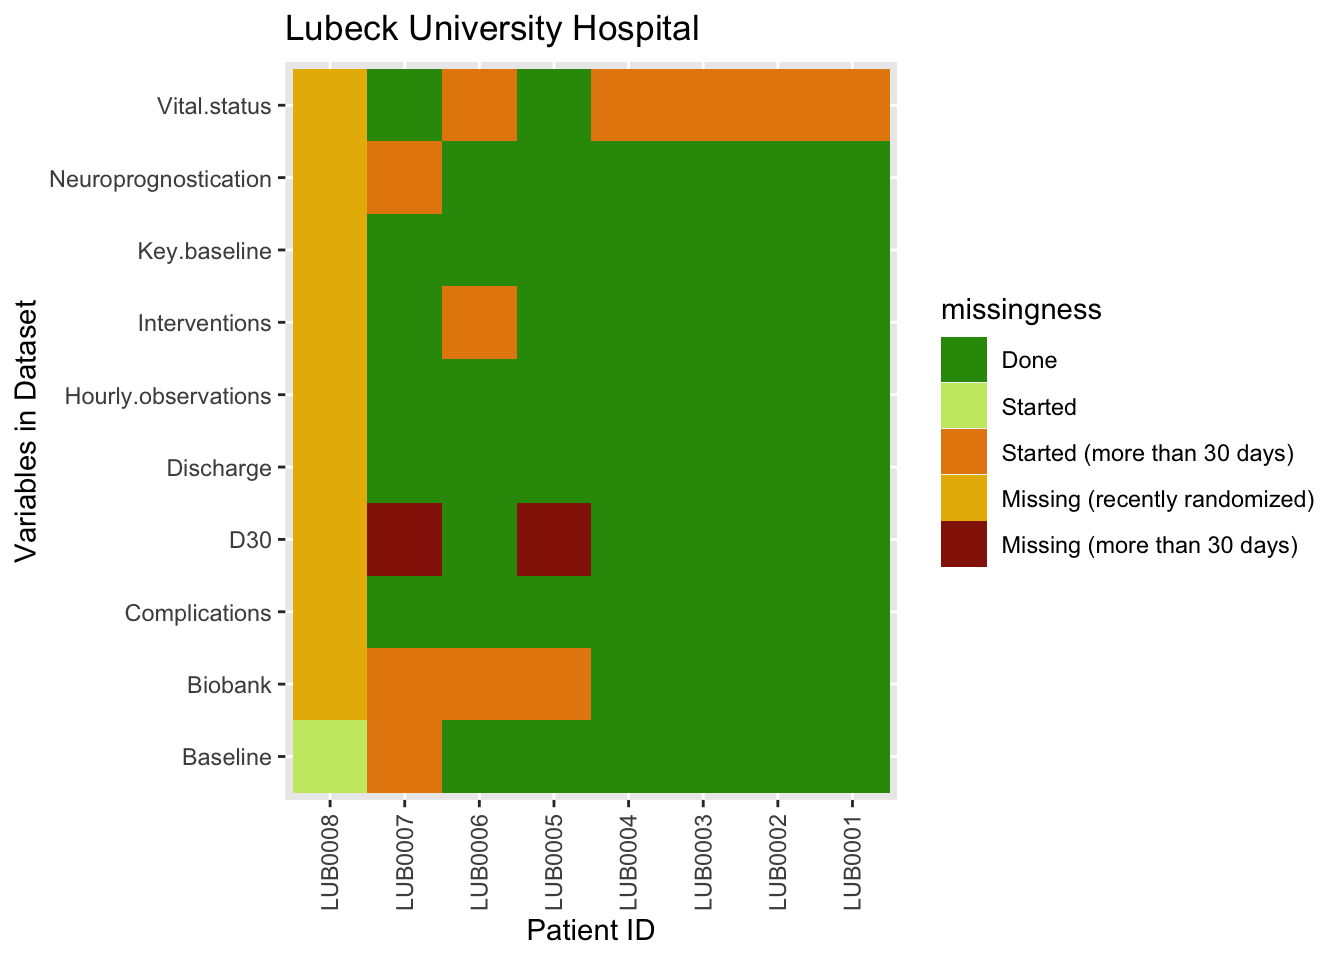 Lubeck University Hospital
Variables in Dataset
Vital.status
Neuroprognostication
Key.baseline
Interventions
Hourly.observations
Discharge
D30
Complications
Biobank
Baseline
LUB0008
LUB0007
LUB0006
LUB0005
LUB0004
LUB0003
LUB0002
LUB0001
Patient ID
missingness
Done
Started
Started (more than 30 days)
Missing (recently randomized)
Missing (more than 30 days)